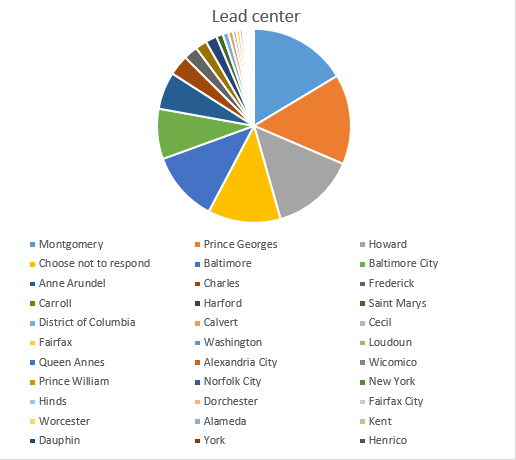 Lead center
Montgomery Prince Georges Howard
Choose not to respond Baltimore Baltimore City
Anne Arundel Charles Frederick
Carroll Harford Saint Marys
District of Columbia Calvert Cecil
Fairfax Washington Loudoun
Queen Annes Alexandria City Wicomico
Prince William Norfolk City New York
Hinds Dorchester Fairfax City
Worcester Alameda Kent
Dauphin York Henrico